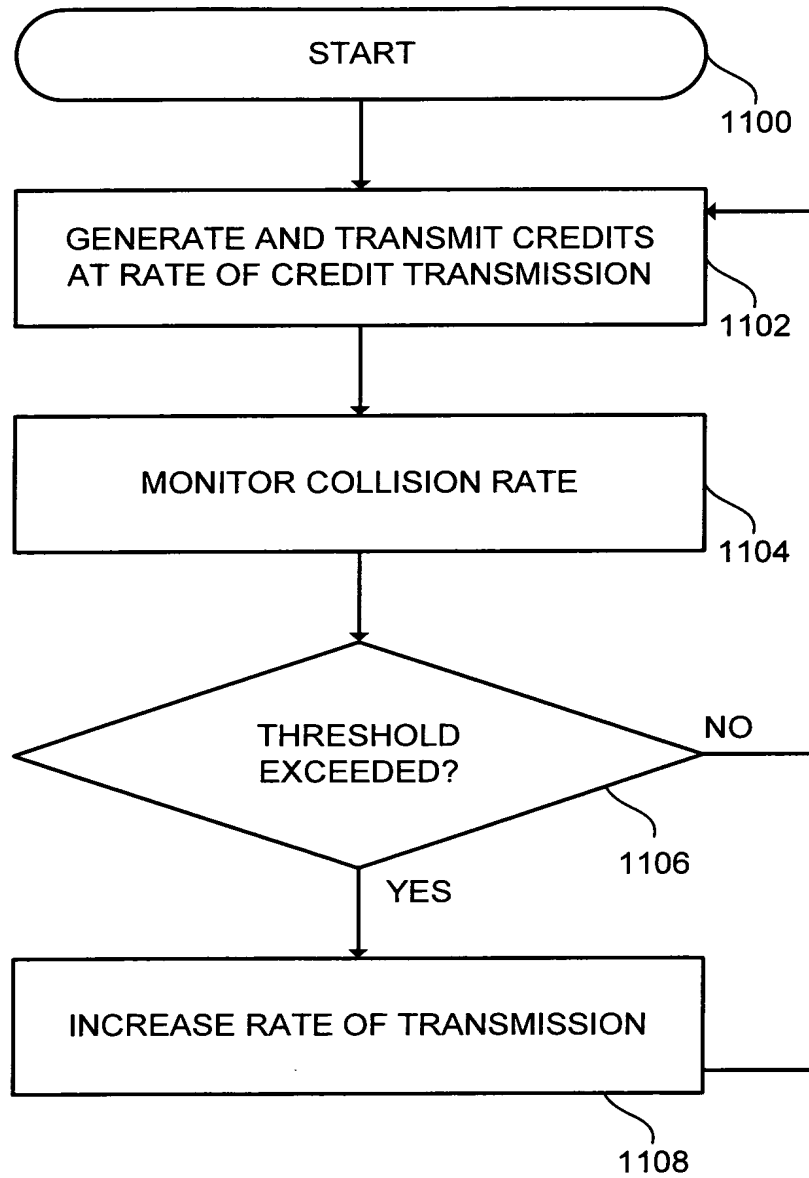 START
1100
GENERATE AND TRANSMIT CREDITS
AT RATE OF CREDIT TRANSMISSION
1102
MONITOR COLLISION RATE
1104
THRESHOLD
EXCEEDED?
NO
1106
YES
INCREASE RATE OF TRANSMISSION
1108